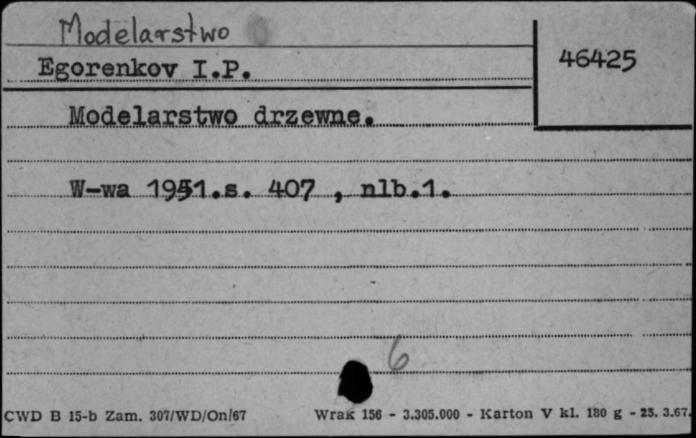 Modelarstwo
Egorenkov I.P.
46425
Modelarstwo drzewne.
W-wa 1951.s. 407 , nlb.1.
6
CWD B 15-b Zam. 307/WD/On/67 Wrak 156 - 3.305.000 - Karton V kl. 180 g - 25. 3.67.